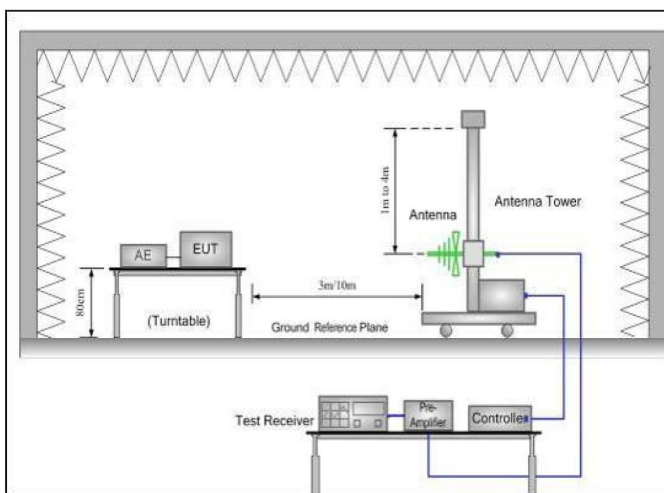 1m to 4m
Antenna
Antenna Tower
AE
EUT
80cm
3m/10m
(Turntable)
Ground Reference Plane
Test Receiver
Pre-
Amplifier
Controlle